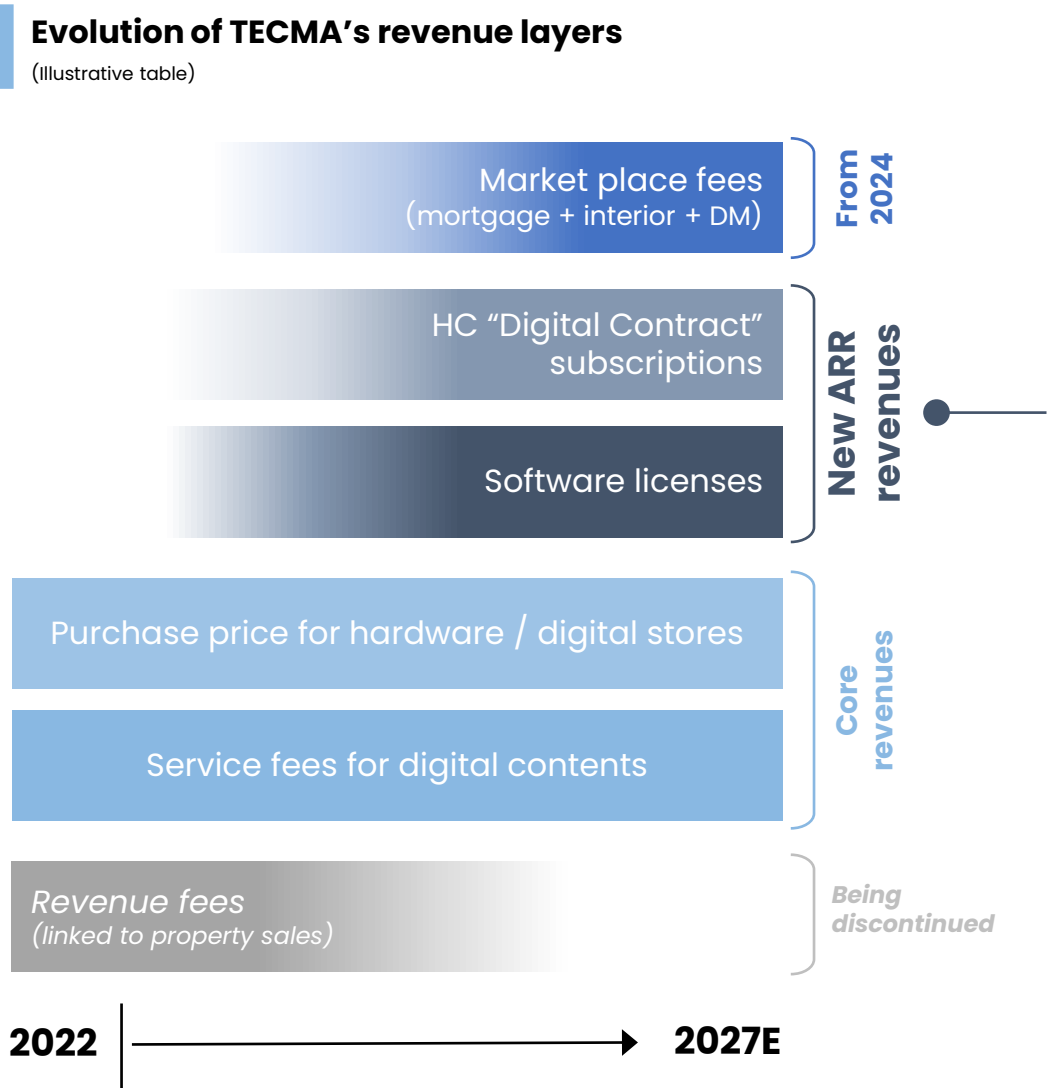 Evolution of TECMA’s revenue layers
(Illustrative table)
Market place fees
(mortgage + interior + DM)
From
2024
HC “Digital Contract”
subscriptions
Software licenses
New ARR
revenues
Purchase price for hardware / digital stores
Service fees for digital contents
Core
revenues
Revenue fees
(linked to property sales)
Being
discontinued
2022
2027E